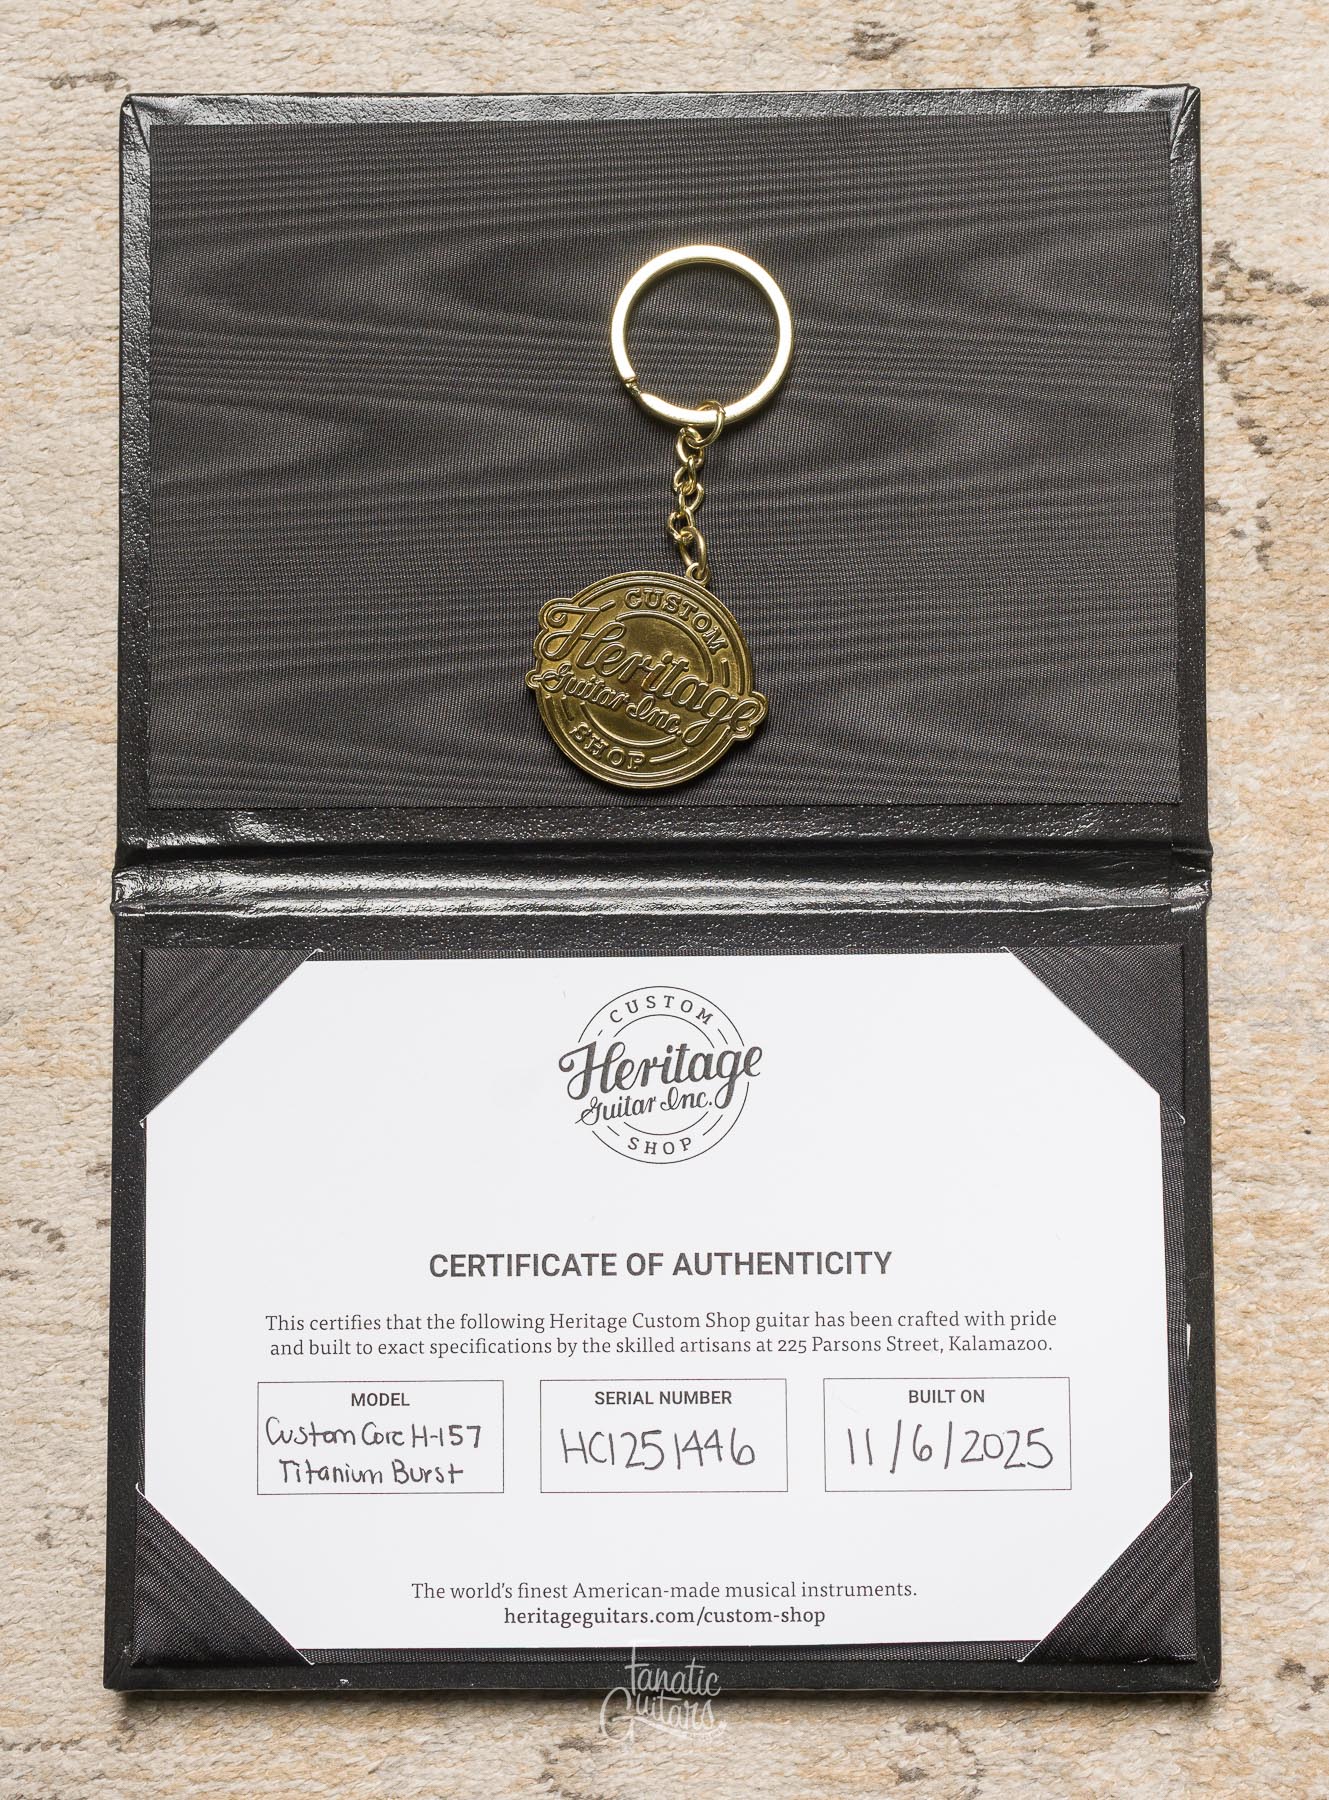 CUSTOM
Heritage
Guitar Inc.
SHOP
CUSTOM
Heritage
Guitar Inc.
SHOP
CERTIFICATE OF AUTHENTICITY
This certifies that the following Heritage Custom Shop guitar has been crafted with pride
and built to exact specifications by the skilled artisans at 225 Parsons Street, Kalamazoo.
MODEL
Custom Core H-157
Titanium Burst
SERIAL NUMBER
HC1251446
BUILT ON
11/6/2025
The world's finest American-made musical instruments.
heritageguitars.com/custom-shop
fanatic
Guitars